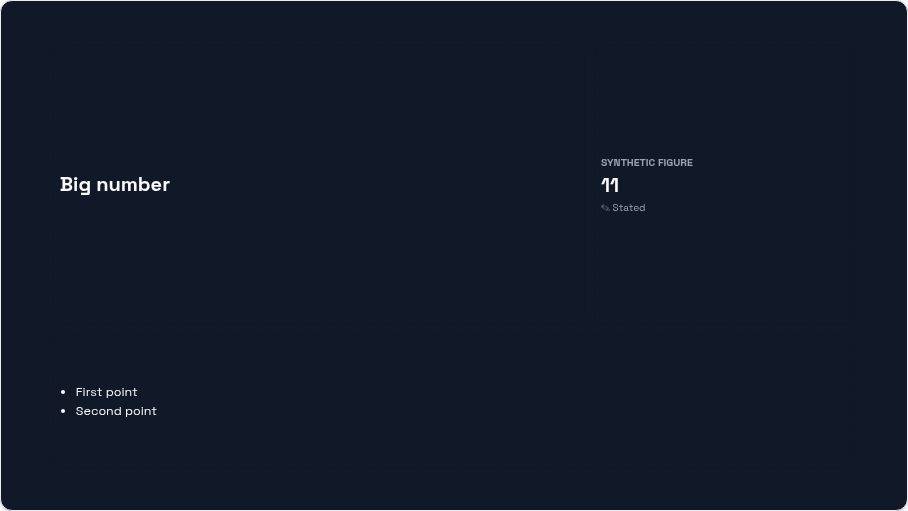 Big number
SYNTHETIC FIGURE
11
✎ Stated
• First point
• Second point